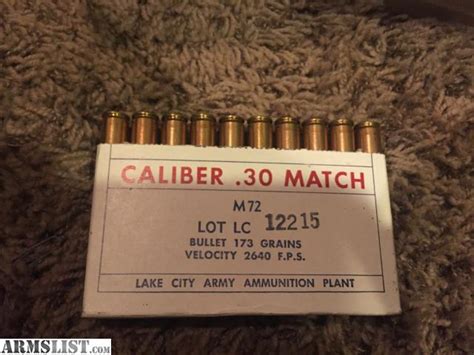 CALIBER .30 MATCH
M72
LOT LC 12215
BULLET 173 GRAINS
VELOCITY 2640 F.P.S.
LAKE CITY ARMY AMMUNITION PLANT
ARMSLIST.com